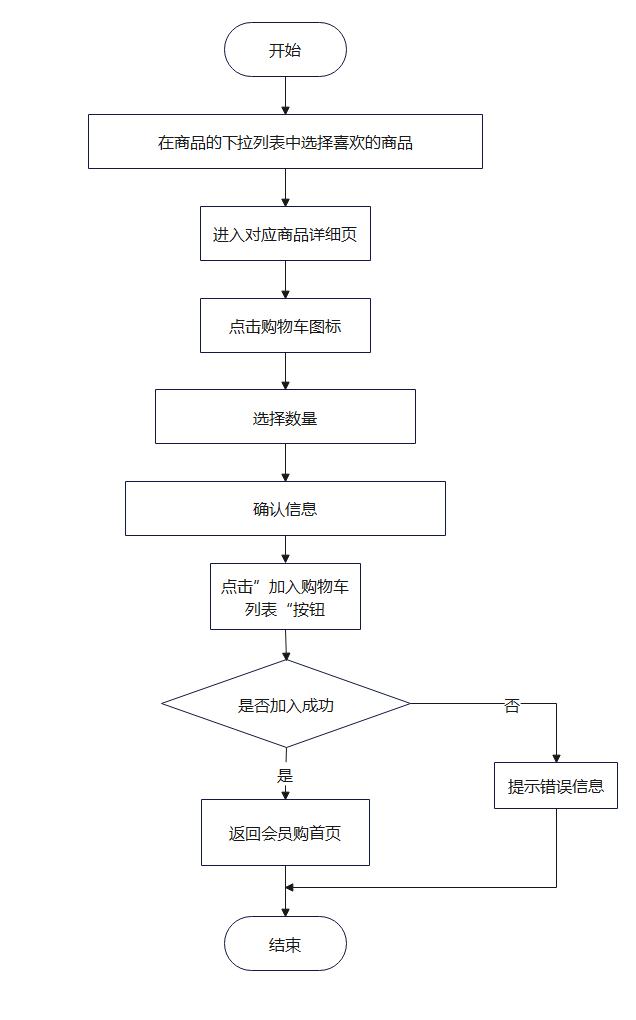 开始
在商品的下拉列表中选择喜欢的商品
进入对应商品详细页
点击购物车图标
选择数量
确认信息
点击”加入购物车
列表“按钮
是否加入成功
否
是
提示错误信息
返回会员购首页
结束